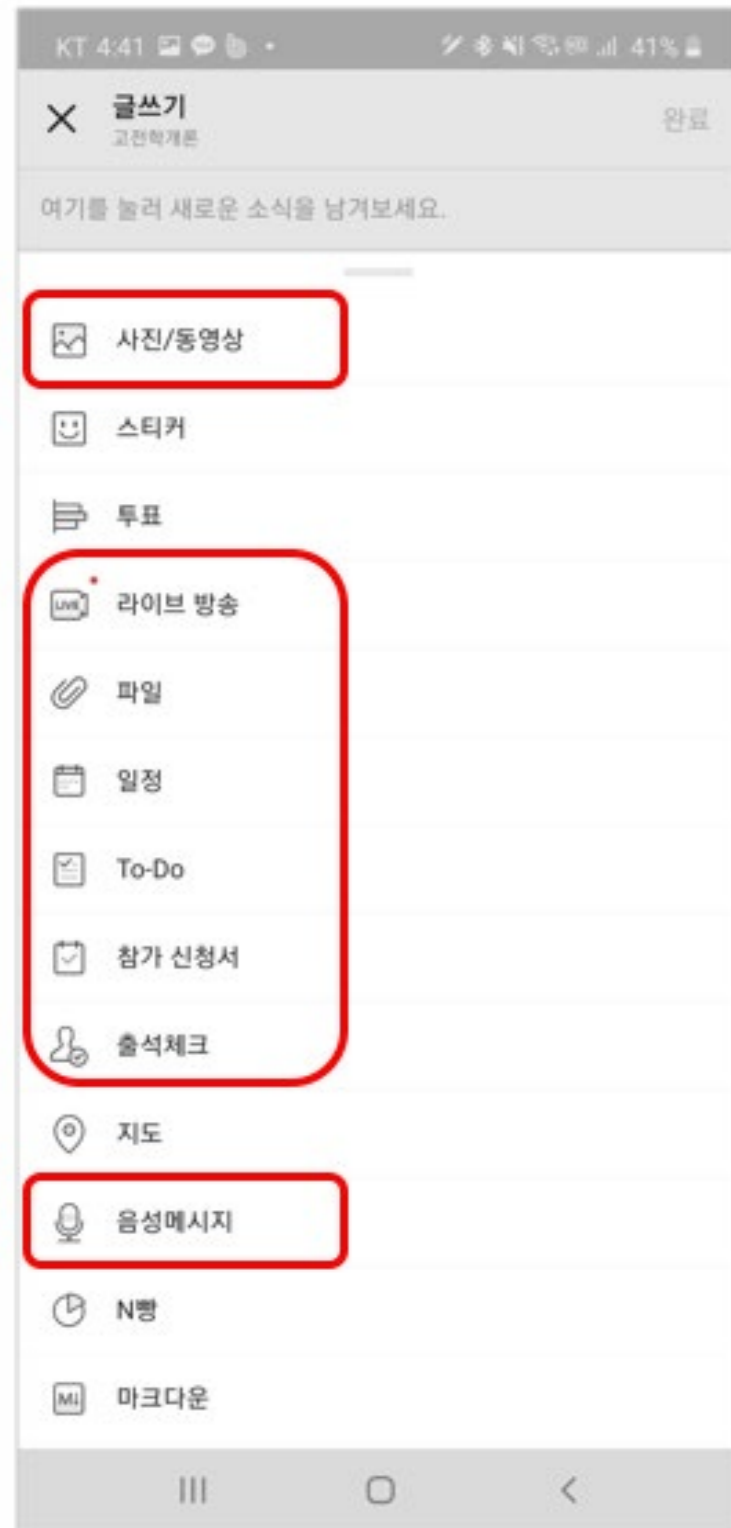 KT 4:41 41%
글쓰기 완료
고전학개론
여기를 눌러 새로운 소식을 남겨보세요.
사진/동영상
스티커
투표
LIVE 라이브 방송
파일
일정
To-Do
참가 신청서
출석체크
지도
음성메시지
N빵
M↓ 마크다운